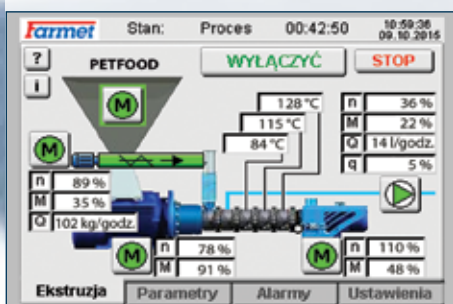 Farmet Stan: Proces 00:42:50 10:59:36
09.10.2015
? PETFOOD WYŁĄCZYĆ STOP
i
M
128 °C
115 °C
84 °C
n 36 %
M 22 %
Q 14 l/godz.
q 5 %
M
n 89 %
M 35 %
Q 102 kg/godz.
M
n 78 %
M 91 %
M
n 110 %
M 48 %
Ekstruzja Parametry Alarmy Ustawienia